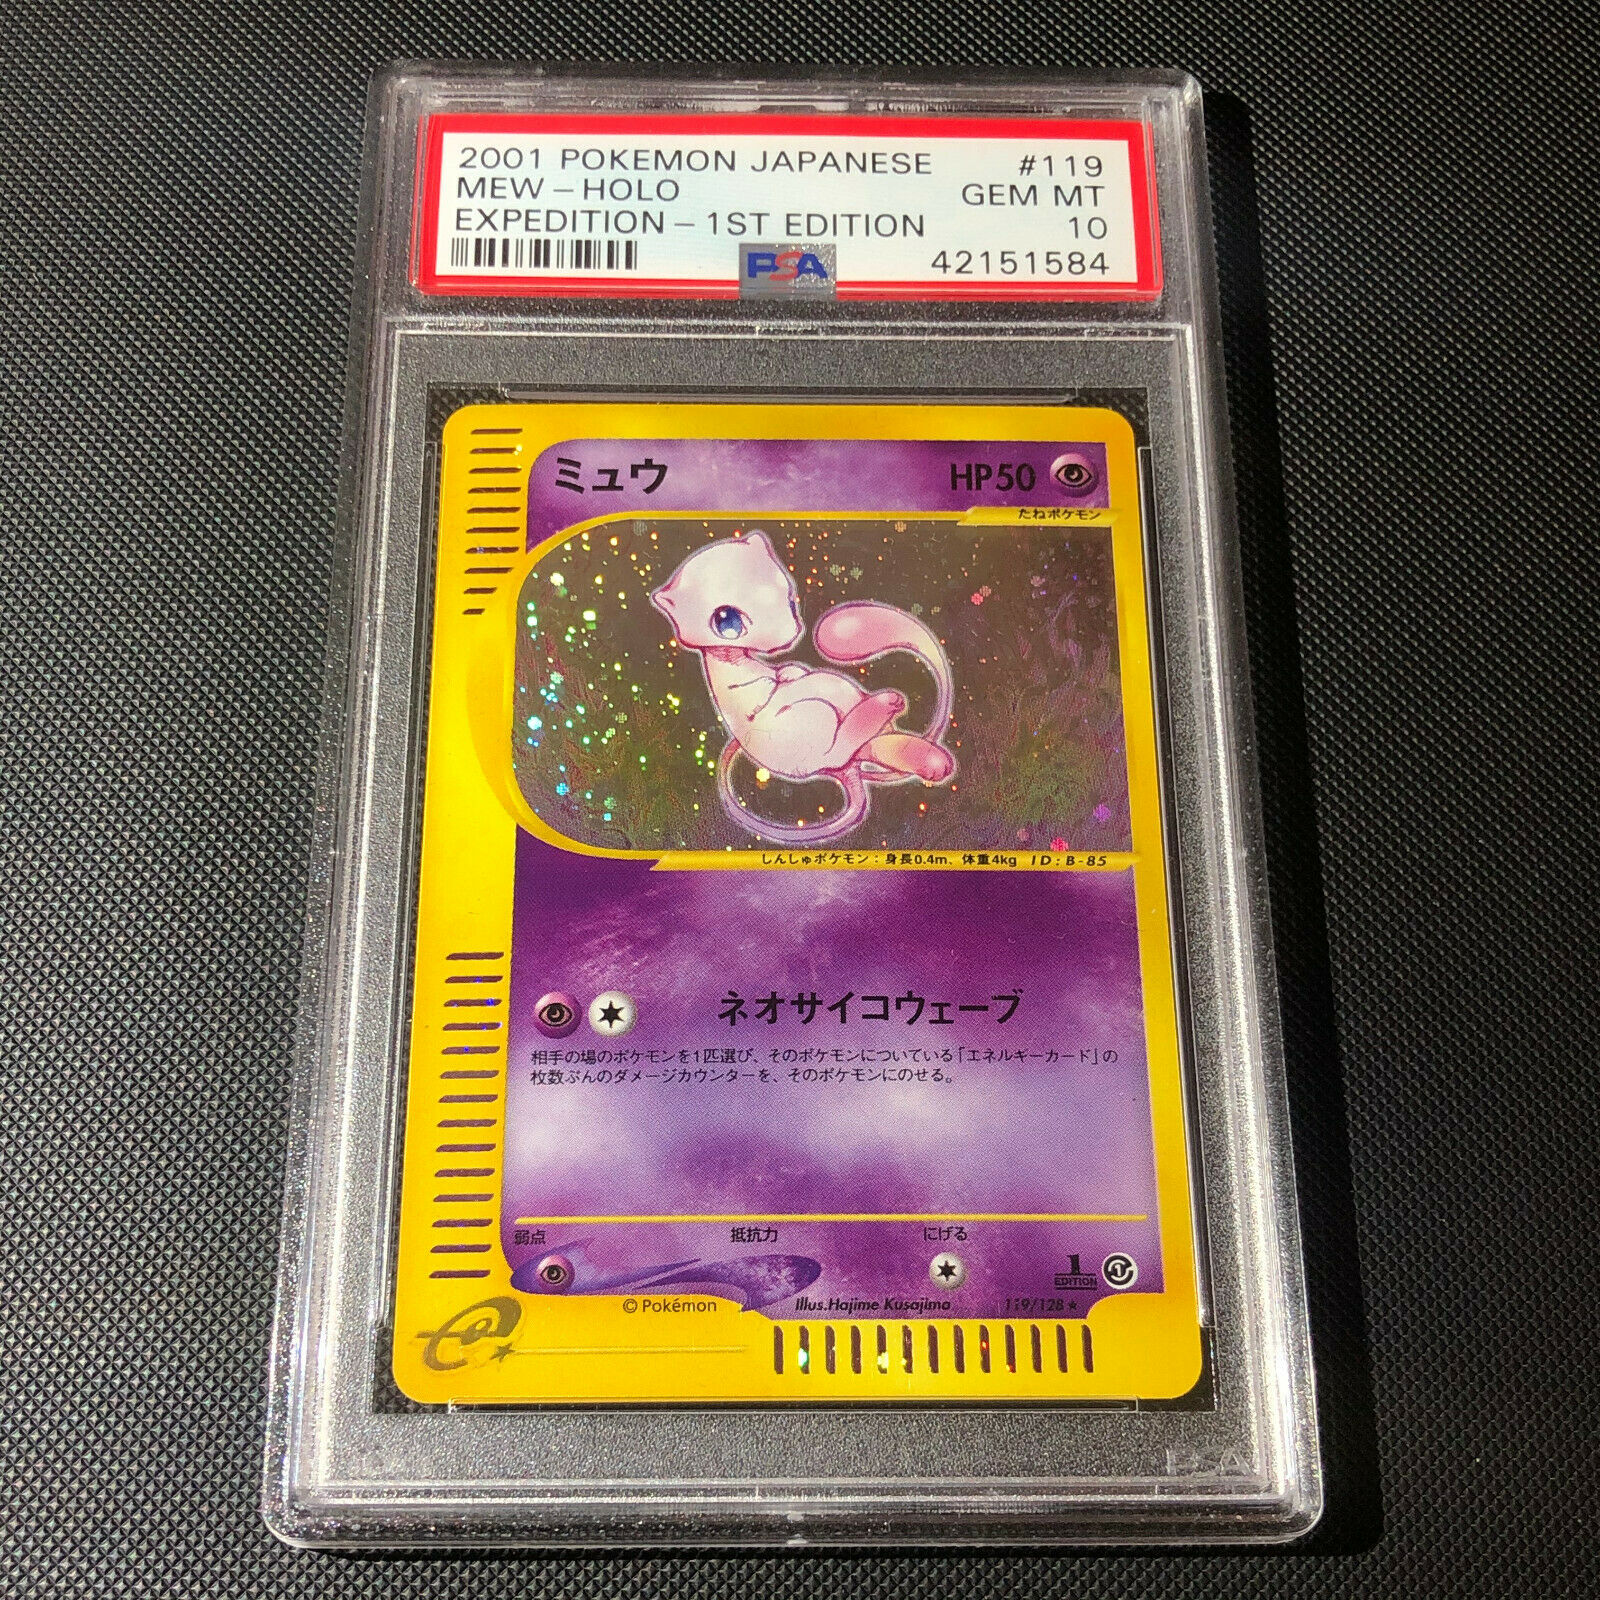 2001 POKEMON JAPANESE #119
MEW - HOLO GEM MT
EXPEDITION - 1ST EDITION 10
PSA 42151584
ミュウ HP50
たねポケモン
しんしゅポケモン：身長0.4m、体重4kg ID:B-85
ネオサイコウェーブ
相手の場のポケモンを1匹選び、そのポケモンについている「エネルギーカード」の
枚数ぶんのダメージカウンターを、そのポケモンにのせる。
弱点 抵抗力 にげる
1 EDITION
©Pokémon Illus.Hajime Kusajima 119/128 ★
e